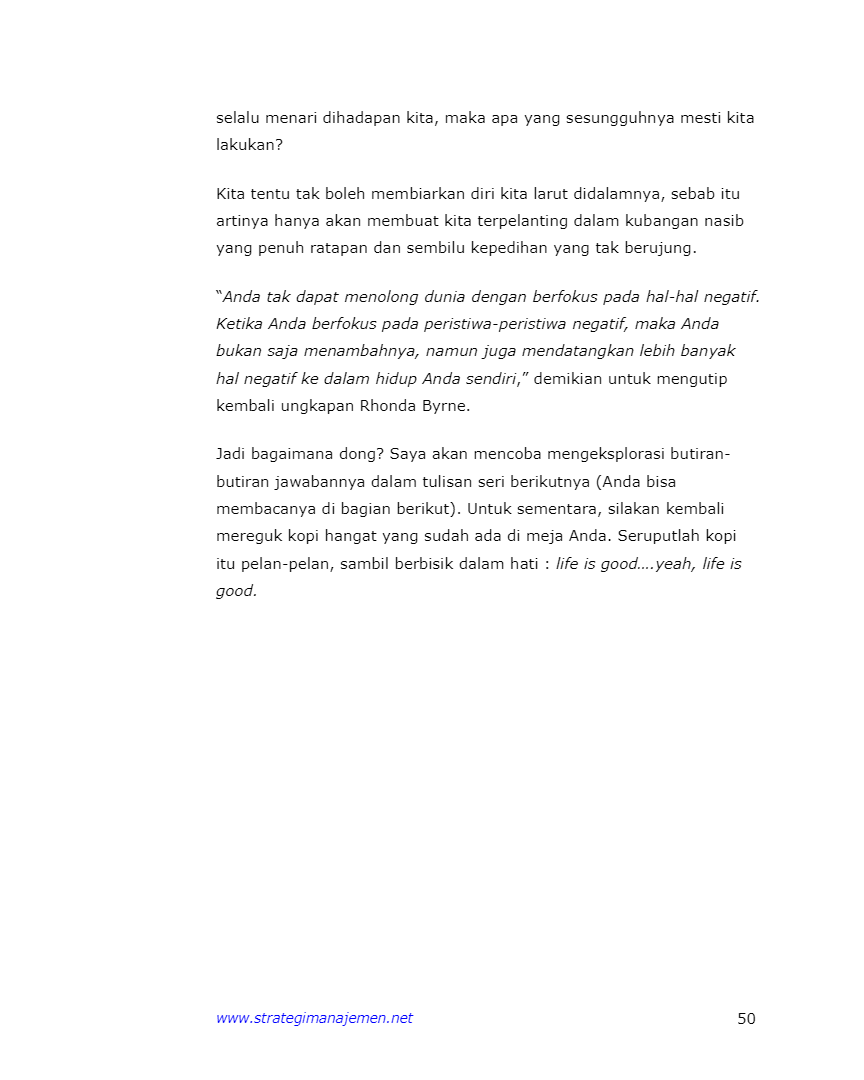 selalu menari dihadapan kita, maka apa yang sesungguhnya mesti kita
lakukan?
Kita tentu tak boleh membiarkan diri kita larut didalamnya, sebab itu
artinya hanya akan membuat kita terpelanting dalam kubangan nasib
yang penuh ratapan dan sembilu kepedihan yang tak berujung.
“Anda tak dapat menolong dunia dengan berfokus pada hal-hal negatif.
Ketika Anda berfokus pada peristiwa-peristiwa negatif, maka Anda
bukan saja menambahnya, namun juga mendatangkan lebih banyak
hal negatif ke dalam hidup Anda sendiri,” demikian untuk mengutip
kembali ungkapan Rhonda Byrne.
Jadi bagaimana dong? Saya akan mencoba mengeksplorasi butiran-
butiran jawabannya dalam tulisan seri berikutnya (Anda bisa
membacanya di bagian berikut). Untuk sementara, silakan kembali
mereguk kopi hangat yang sudah ada di meja Anda. Seruputlah kopi
itu pelan-pelan, sambil berbisik dalam hati : life is good….yeah, life is
good.
www.strategimanajemen.net 50